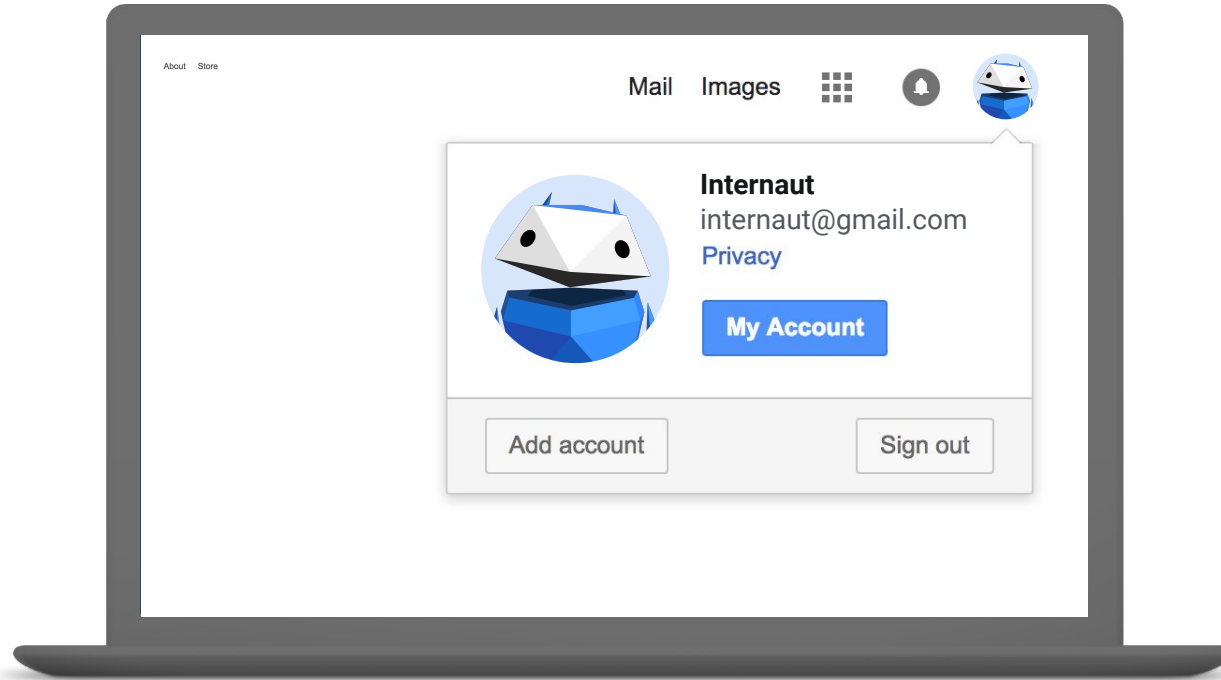 About Store
Mail Images
Internaut
internaut@gmail.com
Privacy
My Account
Add account Sign out